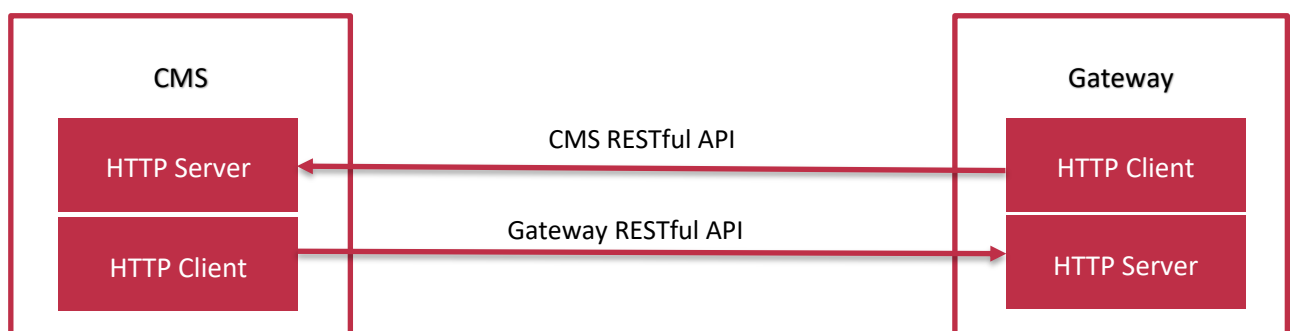 CMS
Gateway
CMS RESTful API
HTTP Server
HTTP Client
Gateway RESTful API
HTTP Client
HTTP Server